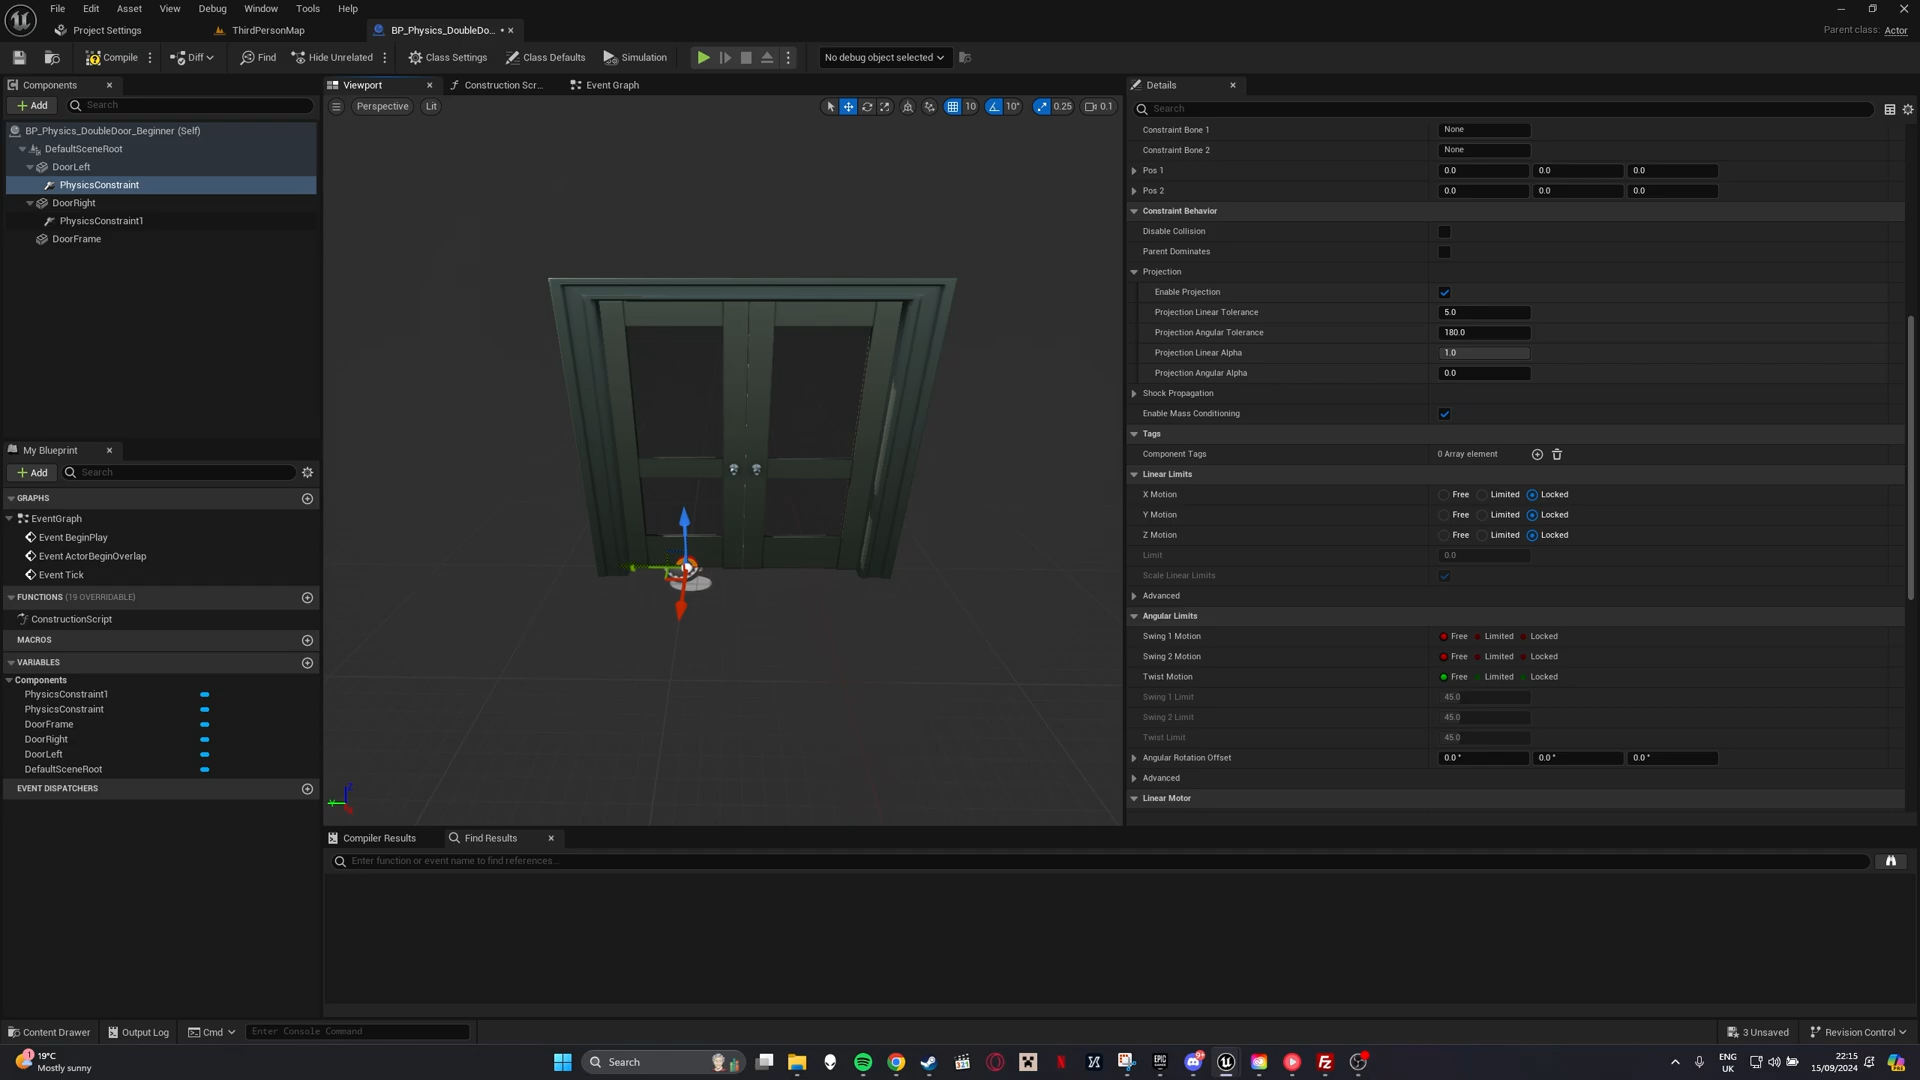 File Edit Asset View Debug Window Tools Help
Project Settings ThirdPersonMap BP_Physics_DoubleDo... •
Parent class: Actor
Compile Diff Find Hide Unrelated Class Settings Class Defaults Simulation No debug object selected
Components
Add Search
BP_Physics_DoubleDoor_Beginner (Self)
DefaultSceneRoot
DoorLeft
PhysicsConstraint
DoorRight
PhysicsConstraint1
DoorFrame
My Blueprint
Add Search
GRAPHS
EventGraph
Event BeginPlay
Event ActorBeginOverlap
Event Tick
FUNCTIONS (19 OVERRIDABLE)
ConstructionScript
MACROS
VARIABLES
Components
PhysicsConstraint1
PhysicsConstraint
DoorFrame
DoorRight
DoorLeft
DefaultSceneRoot
EVENT DISPATCHERS
Viewport Construction Scr... Event Graph
Perspective Lit 10 10° 0.25 0.1
Z
Compiler Results Find Results
Enter function or event name to find references...
Details
Search
Constraint Bone 1 None
Constraint Bone 2 None
Pos 1 0.0 0.0 0.0
Pos 2 0.0 0.0 0.0
Constraint Behavior
Disable Collision
Parent Dominates
Projection
Enable Projection
Projection Linear Tolerance 5.0
Projection Angular Tolerance 180.0
Projection Linear Alpha 1.0
Projection Angular Alpha 0.0
Shock Propagation
Enable Mass Conditioning
Tags
Component Tags 0 Array element
Linear Limits
X Motion Free Limited Locked
Y Motion Free Limited Locked
Z Motion Free Limited Locked
Limit 0.0
Scale Linear Limits
Advanced
Angular Limits
Swing 1 Motion Free Limited Locked
Swing 2 Motion Free Limited Locked
Twist Motion Free Limited Locked
Swing 1 Limit 45.0
Swing 2 Limit 45.0
Twist Limit 45.0
Angular Rotation Offset 0.0 ° 0.0 ° 0.0 °
Advanced
Linear Motor
Content Drawer Output Log Cmd Enter Console Command 3 Unsaved Revision Control
1 19°C
Mostly sunny
Search
ENG
UK
22:15
15/09/2024